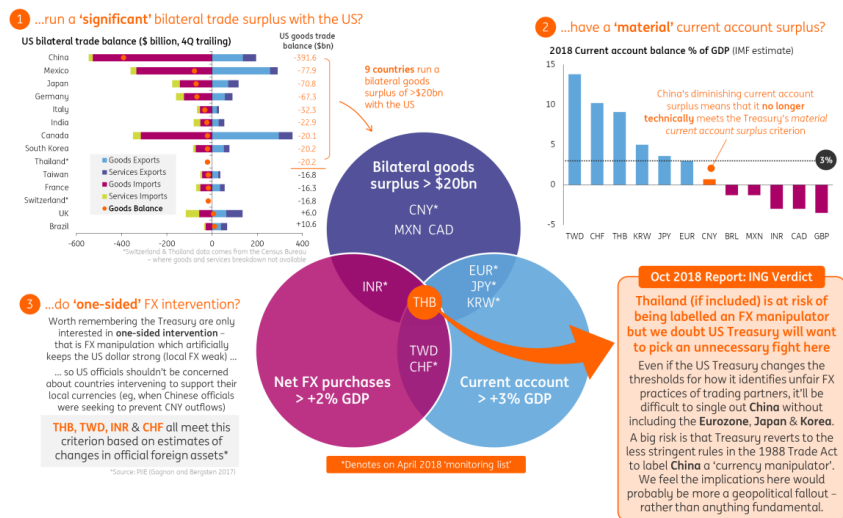 1 ...run a ‘significant’ bilateral trade surplus with the US?
US bilateral trade balance ($ billion, 4Q trailing)
US goods trade
balance ($bn)
China -391.6
Mexico -77.9
Japan -70.8
Germany -67.3
Italy -32.3
India -22.9
Canada -20.1
South Korea -20.2
Thailand* -20.2
Taiwan -16.8
France -16.3
Switzerland* -16.8
UK +6.0
Brazil +10.6
Goods Exports
Services Exports
Goods Imports
Services Imports
Goods Balance
-600 -400 -200 0 200 400
*Switzerland & Thailand data comes from the Census Bureau
– where goods and services breakdown not available
9 countries run a
bilateral goods
surplus of >$20bn
with the US
2 ...have a ‘material’ current account surplus?
2018 Current account balance % of GDP (IMF estimate)
15
10
5
0
-5
China's diminishing current account
surplus means that it no longer
technically meets the Treasury's material
current account surplus criterion
3%
TWD CHF THB KRW JPY EUR CNY BRL MXN INR CAD GBP
Bilateral goods
surplus > $20bn
CNY*
MXN CAD
INR*
EUR*
JPY*
KRW*
THB
TWD
CHF*
Net FX purchases
> +2% GDP
Current account
> +3% GDP
*Denotes on April 2018 ‘monitoring list’
3 ...do ‘one-sided’ FX intervention?
Worth remembering the Treasury are only
interested in one-sided intervention –
that is FX manipulation which artificially
keeps the US dollar strong (local FX weak) ...
... so US officials shouldn't be concerned
about countries intervening to support their
local currencies (eg, when Chinese officials
were seeking to prevent CNY outflows)
THB, TWD, INR & CHF all meet this
criterion based on estimates of
changes in official foreign assets*
*Source: PIIE (Gagnon and Bergsten 2017)
Oct 2018 Report: ING Verdict
Thailand (if included) is at risk of
being labelled an FX manipulator
but we doubt US Treasury will want
to pick an unnecessary fight here
Even if the US Treasury changes the
thresholds for how it identifies unfair FX
practices of trading partners, it'll be
difficult to single out China without
including the Eurozone, Japan & Korea.
A big risk is that Treasury reverts to the
less stringent rules in the 1988 Trade Act
to label China a ‘currency manipulator’.
We feel the implications here would
probably be more a geopolitical fallout –
rather than anything fundamental.